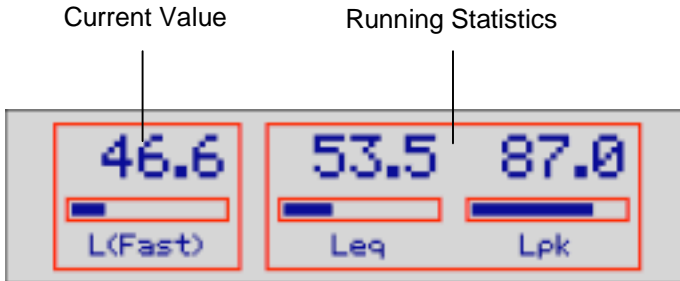 Current Value Running Statistics
46.6 53.5 87.0
L(Fast) Leq Lpk